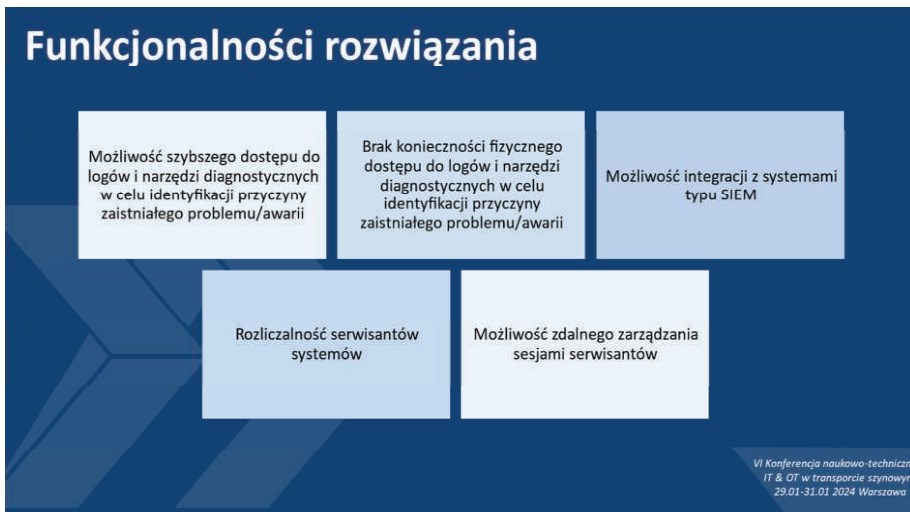 Funkcjonalności rozwiązania
Możliwość szybszego dostępu do
logów i narzędzi diagnostycznych
w celu identyfikacji przyczyny
zaistniałego problemu/awarii
Brak konieczności fizycznego
dostępu do logów i narzędzi
diagnostycznych w celu
identyfikacji przyczyny
zaistniałego problemu/awarii
Możliwość integracji z systemami
typu SIEM
Rozliczalność serwisantów
systemów
Możliwość zdalnego zarządzania
sesjami serwisantów
VI Konferencja naukowo-techniczn
IT & OT w transporcie szynowym
29.01-31.01 2024 Warszawa